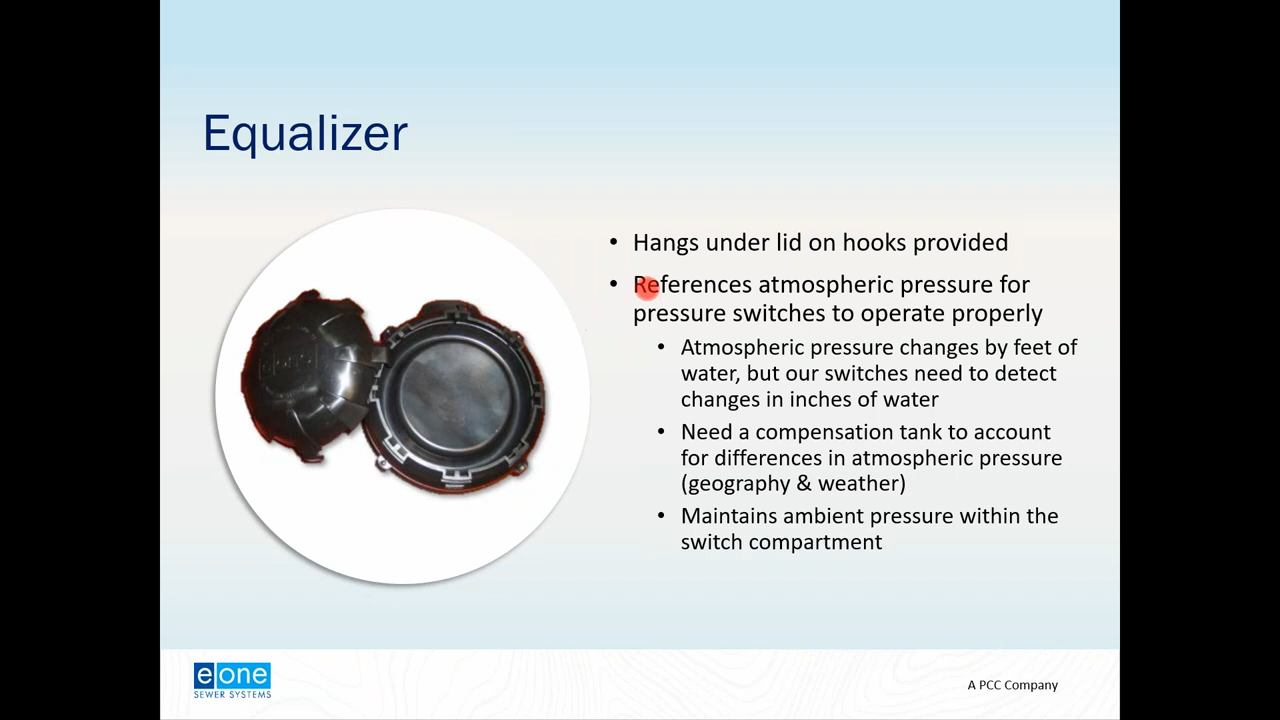 Equalizer
• Hangs under lid on hooks provided
• References atmospheric pressure for
pressure switches to operate properly
• Atmospheric pressure changes by feet of
water, but our switches need to detect
changes in inches of water
• Need a compensation tank to account
for differences in atmospheric pressure
(geography & weather)
• Maintains ambient pressure within the
switch compartment
eone
SEWER SYSTEMS
A PCC Company